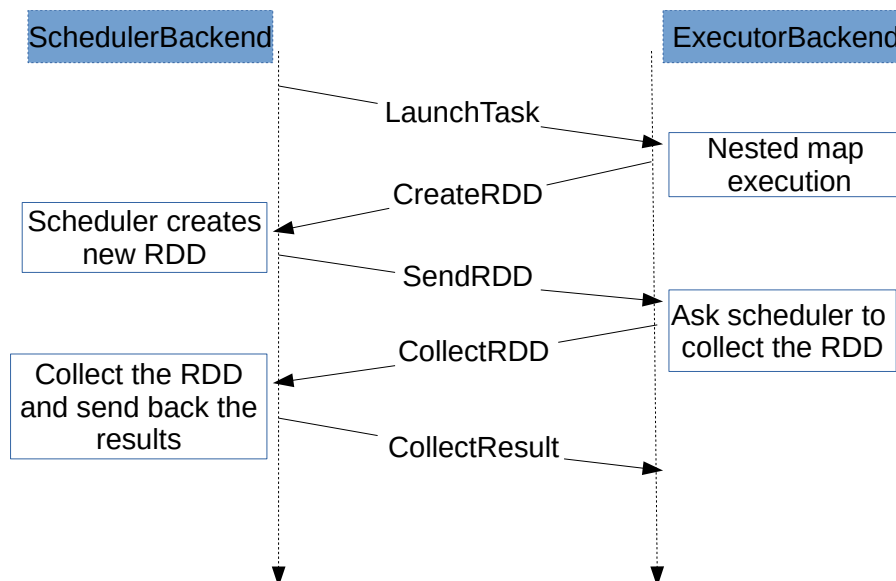 SchedulerBackend
ExecutorBackend
LaunchTask
Nested map
execution
CreateRDD
Scheduler creates
new RDD
SendRDD
Ask scheduler to
collect the RDD
CollectRDD
Collect the RDD
and send back the
results
CollectResult